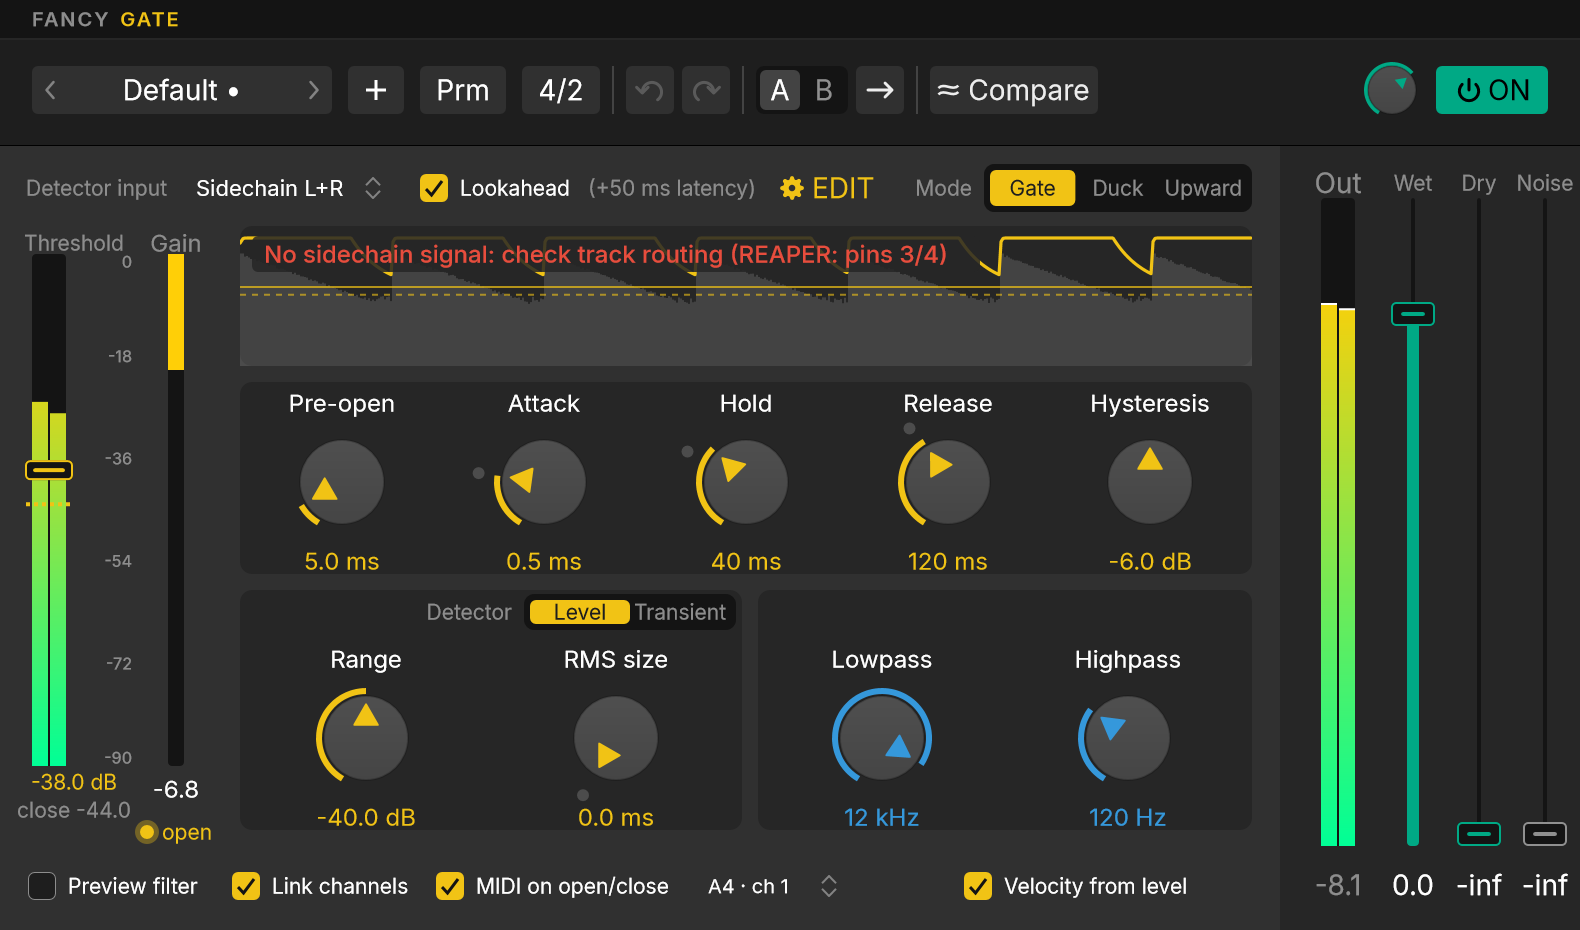 FANCY GATE
Default •
+
Prm
4/2
A B
→
≈ Compare
ON
Detector input Sidechain L+R
Lookahead (+50 ms latency)
EDIT
Mode Gate Duck Upward
Out Wet Dry Noise
Threshold Gain
No sidechain signal: check track routing (REAPER: pins 3/4)
0
-18
-36
-54
-72
-90
-38.0 dB
close -44.0
-6.8
open
Pre-open Attack Hold Release Hysteresis
5.0 ms 0.5 ms 40 ms 120 ms -6.0 dB
Detector Level Transient
Range RMS size Lowpass Highpass
-40.0 dB 0.0 ms 12 kHz 120 Hz
Preview filter Link channels MIDI on open/close A4 · ch 1 Velocity from level
-8.1 0.0 -inf -inf